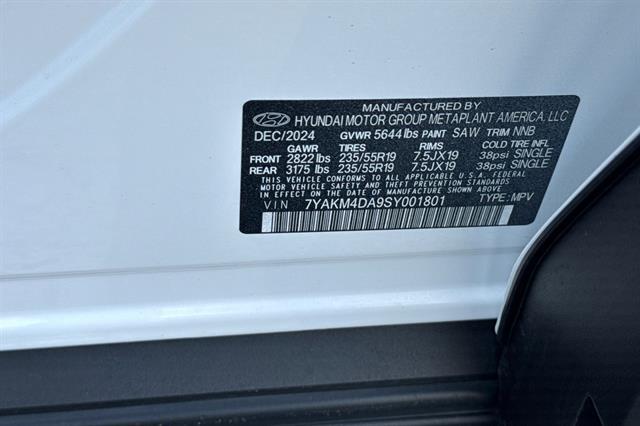 MANUFACTURED BY
HYUNDAI MOTOR GROUP METAPLANT AMERICA, LLC
DEC/2024 GVWR 5644 lbs PAINT SAW TRIM NNB
GAWR TIRES RIMS COLD TIRE INFL
FRONT 2822 lbs 235/55R19 7.5JX19 38psi SINGLE
REAR 3175 lbs 235/55R19 7.5JX19 38psi SINGLE
THIS VEHICLE CONFORMS TO ALL APPLICABLE U.S.A. FEDERAL
MOTOR VEHICLE SAFETY AND THEFT PREVENTION STANDARDS
IN EFFECT ON THE DATE OF MANUFACTURE SHOWN ABOVE.
VIN 7YAKM4DA9SY001801 TYPE: MPV